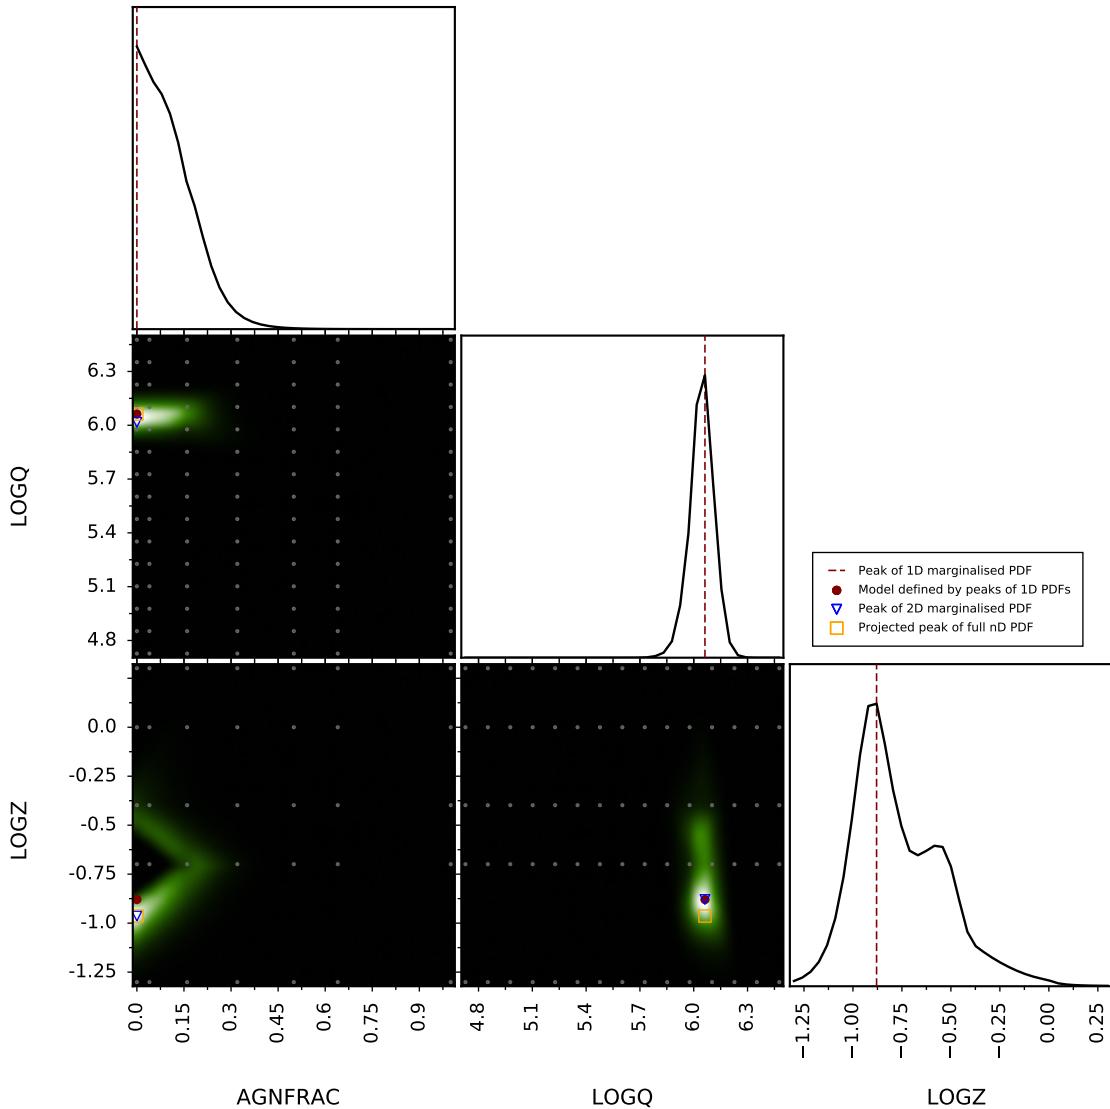 6.3
6.0
5.7
5.4
5.1
4.8
LOGQ
Peak of 1D marginalised PDF
Model defined by peaks of 1D PDFs
Peak of 2D marginalised PDF
Projected peak of full nD PDF
0.0
-0.25
-0.5
-0.75
-1.0
-1.25
LOGZ
0.0 0.15 0.3 0.45 0.6 0.75 0.9
4.8 5.1 5.4 5.7 6.0 6.3
−1.25 −1.00 −0.75 −0.50 −0.25 0.00 0.25
AGNFRAC LOGQ LOGZ